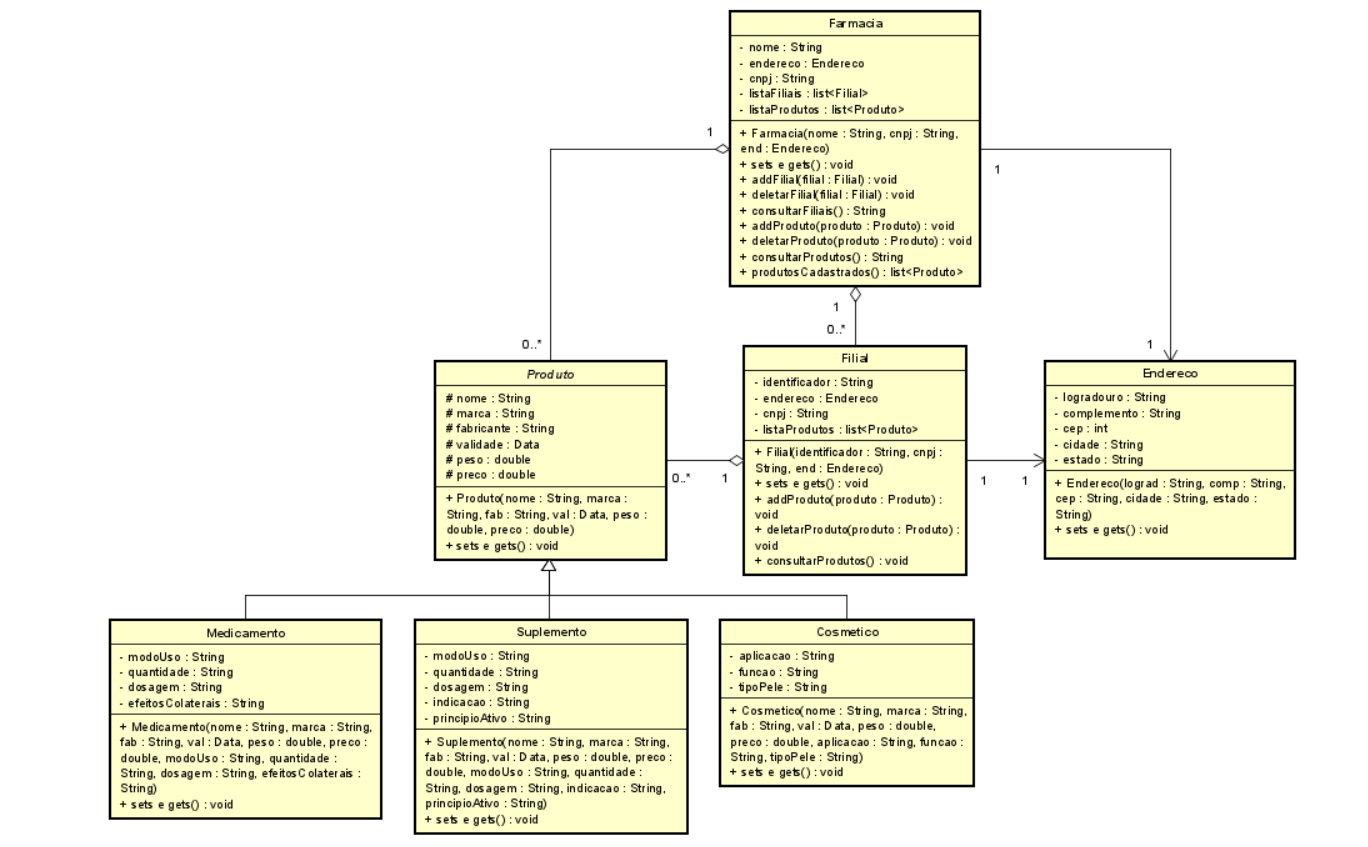 Farmacia
- nome : String
- endereco : Endereco
- cnpj : String
- listaFiliais : list<Filial>
- listaProdutos : list<Produto>
+ Farmacia(nome : String, cnpj : String,
end : Endereco)
+ sets e gets() : void
+ addFilial(filial : Filial) : void
+ deletarFilial(filial : Filial) : void
+ consultarFiliais() : String
+ addProduto(produto : Produto) : void
+ deletarProduto(produto : Produto) : void
+ consultarProdutos() : String
+ produtosCadastrados() : list<Produto>
1
1
1
0..*
0..*
1
Produto
# nome : String
# marca : String
# fabricante : String
# validade : Data
# peso : double
# preco : double
+ Produto(nome : String, marca :
String, fab : String, val : Data, peso :
double, preco : double)
+ sets e gets() : void
0..*
1
Filial
- identificador : String
- endereco : Endereco
- cnpj : String
- listaProdutos : list<Produto>
+ Filial(identificador : String, cnpj :
String, end : Endereco)
+ sets e gets() : void
+ addProduto(produto : Produto) :
void
+ deletarProduto(produto : Produto) :
void
+ consultarProdutos() : void
1
1
Endereco
- logradouro : String
- complemento : String
- cep : int
- cidade : String
- estado : String
+ Endereco(lograd : String, comp : String,
cep : String, cidade : String, estado :
String)
+ sets e gets() : void
Medicamento
- modoUso : String
- quantidade : String
- dosagem : String
- efeitosColaterais : String
+ Medicamento(nome : String, marca : String,
fab : String, val : Data, peso : double, preco :
double, modoUso : String, quantidade :
String, dosagem : String, efeitosColaterais :
String)
+ sets e gets() : void
Suplemento
- modoUso : String
- quantidade : String
- dosagem : String
- indicacao : String
- principioAtivo : String
+ Suplemento(nome : String, marca : String,
fab : String, val : Data, peso : double, preco :
double, modoUso : String, quantidade :
String, dosagem : String, indicacao : String,
principioAtivo : String)
+ sets e gets() : void
Cosmetico
- aplicacao : String
- funcao : String
- tipoPele : String
+ Cosmetico(nome : String, marca : String,
fab : String, val : Data, peso : double,
preco : double, aplicacao : String, funcao :
String, tipoPele : String)
+ sets e gets() : void